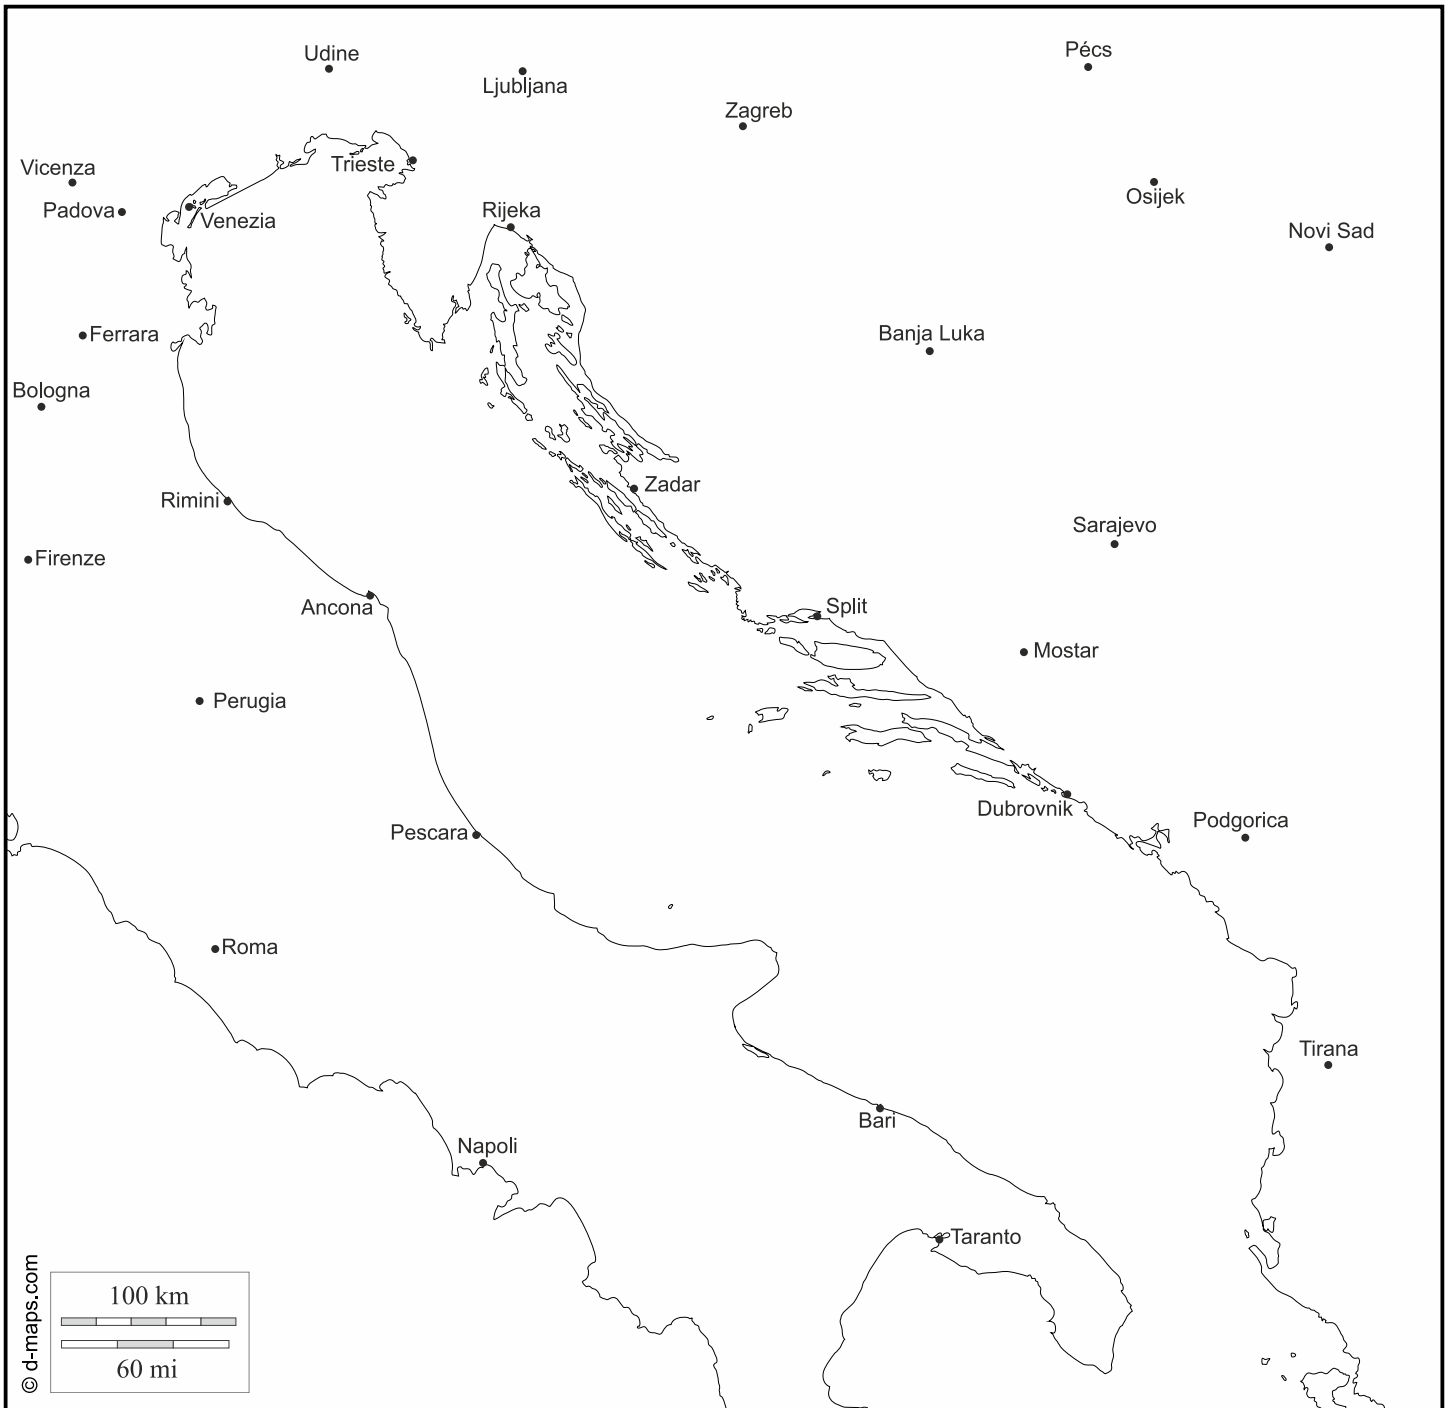 Udine
Pécs
Ljubljana
Zagreb
Trieste
Vicenza
Osijek
Padova
Venezia
Rijeka
Novi Sad
Ferrara
Banja Luka
Bologna
Zadar
Rimini
Sarajevo
Firenze
Ancona
Split
Mostar
Perugia
Dubrovnik
Podgorica
Pescara
Roma
Tirana
Bari
Napoli
Taranto
100 km
60 mi
© d-maps.com